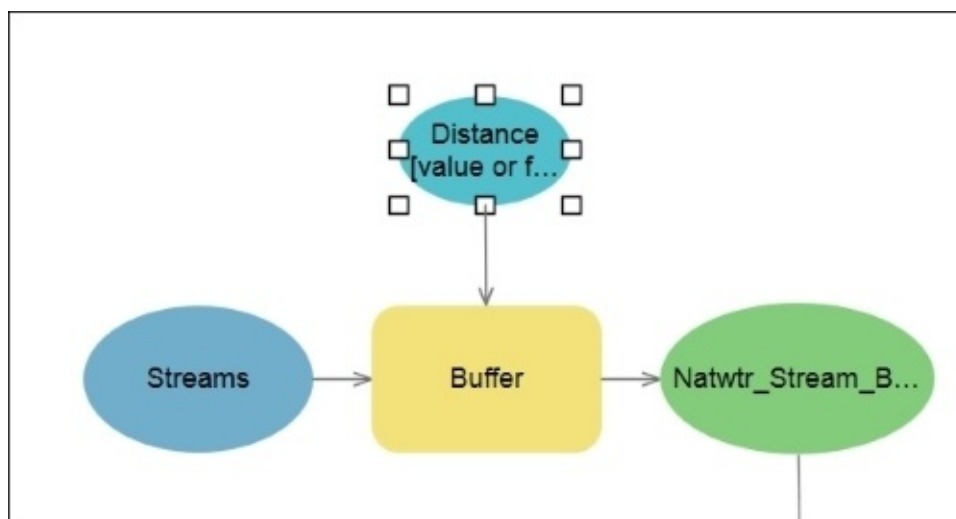 Distance
[value or f...
Streams
Buffer
Natwtr_Stream_B...